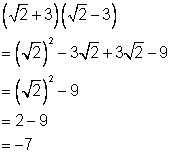 (√2 + 3)(√2 − 3)
= (√2)² − 3√2 + 3√2 − 9
= (√2)² − 9
= 2 − 9
= −7